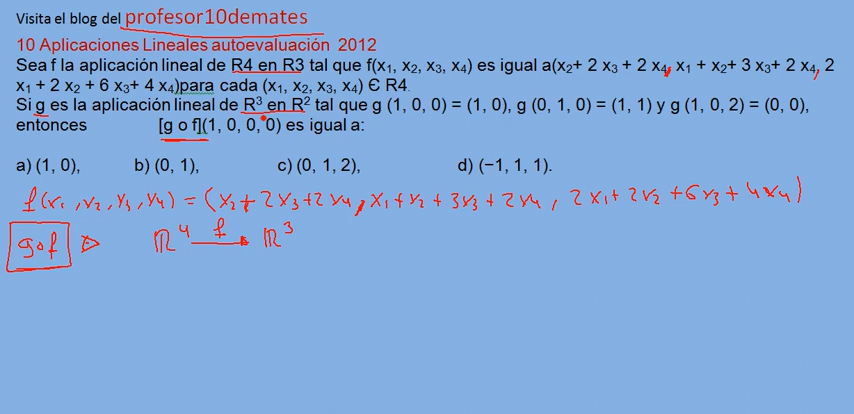 Visita el blog del profesor10demates
10 Aplicaciones Lineales autoevaluación 2012
Sea f la aplicación lineal de R4 en R3 tal que f(x1, x2, x3, x4) es igual a(x2+ 2 x3 + 2 x4, x1 + x2+ 3 x3+ 2 x4, 2
x1 + 2 x2 + 6 x3+ 4 x4)para cada (x1, x2, x3, x4) Є R4.
Si g es la aplicación lineal de R³ en R² tal que g (1, 0, 0) = (1, 0), g (0, 1, 0) = (1, 1) y g (1, 0, 2) = (0, 0),
entonces [g o f](1, 0, 0, 0) es igual a:
a) (1, 0), b) (0, 1), c) (0, 1, 2), d) (−1, 1, 1).
f(x1, x2, x3, x4) = (x2 + 2x3 + 2x4, x1 + x2 + 3x3 + 2x4, 2x1 + 2x2 + 6x3 + 4x4)
gof ⇒ ℝ⁴ f→ ℝ³